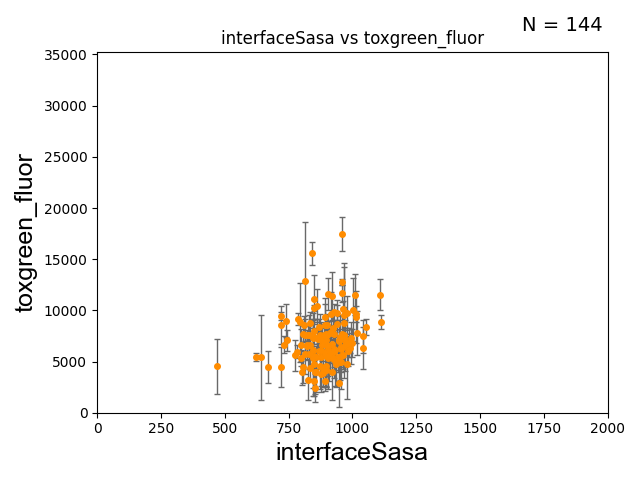 N = 144
interfaceSasa vs toxgreen_fluor
toxgreen_fluor
35000
30000
25000
20000
15000
10000
5000
0
0 250 500 750 1000 1250 1500 1750 2000
interfaceSasa